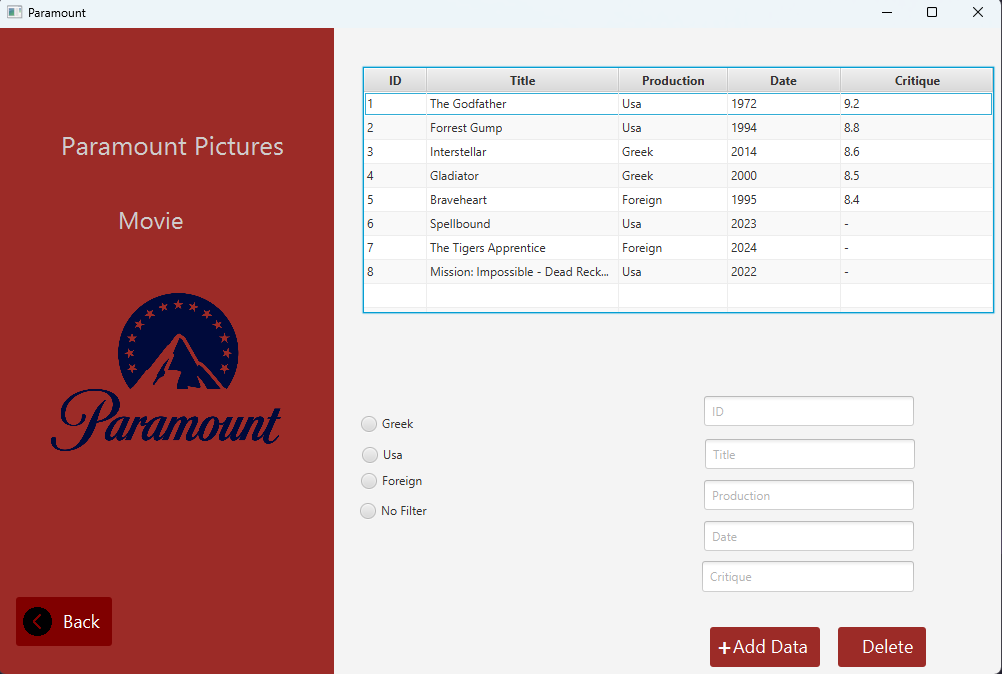 Paramount
Paramount Pictures
Movie
Paramount
Back
ID Title Production Date Critique
1 The Godfather Usa 1972 9.2
2 Forrest Gump Usa 1994 8.8
3 Interstellar Greek 2014 8.6
4 Gladiator Greek 2000 8.5
5 Braveheart Foreign 1995 8.4
6 Spellbound Usa 2023 -
7 The Tigers Apprentice Foreign 2024 -
8 Mission: Impossible - Dead Reck... Usa 2022 -
Greek
Usa
Foreign
No Filter
ID
Title
Production
Date
Critique
+Add Data
Delete